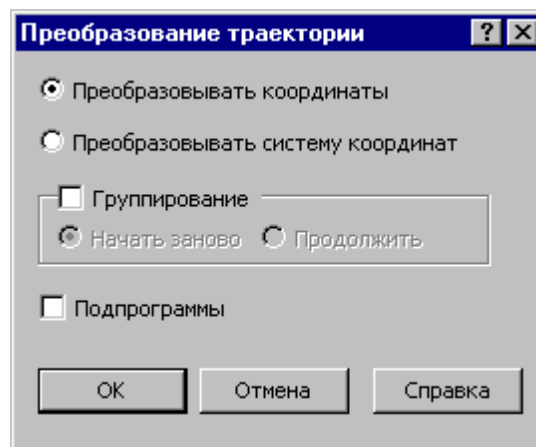 Преобразование траектории
Преобразовывать координаты
Преобразовывать систему координат
Группирование
Начать заново Продолжить
Подпрограммы
OK Отмена Справка